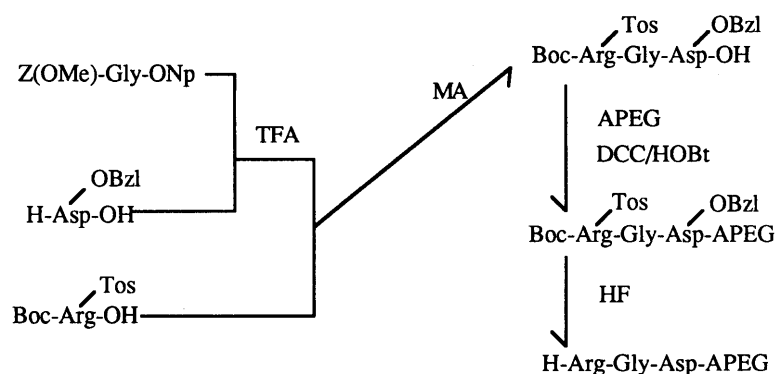 Z(OMe)-Gly-ONp
TFA
OBzl
H-Asp-OH
Tos
Boc-Arg-OH
MA
Tos OBzl
Boc-Arg-Gly-Asp-OH
APEG
DCC/HOBt
Tos OBzl
Boc-Arg-Gly-Asp-APEG
HF
H-Arg-Gly-Asp-APEG